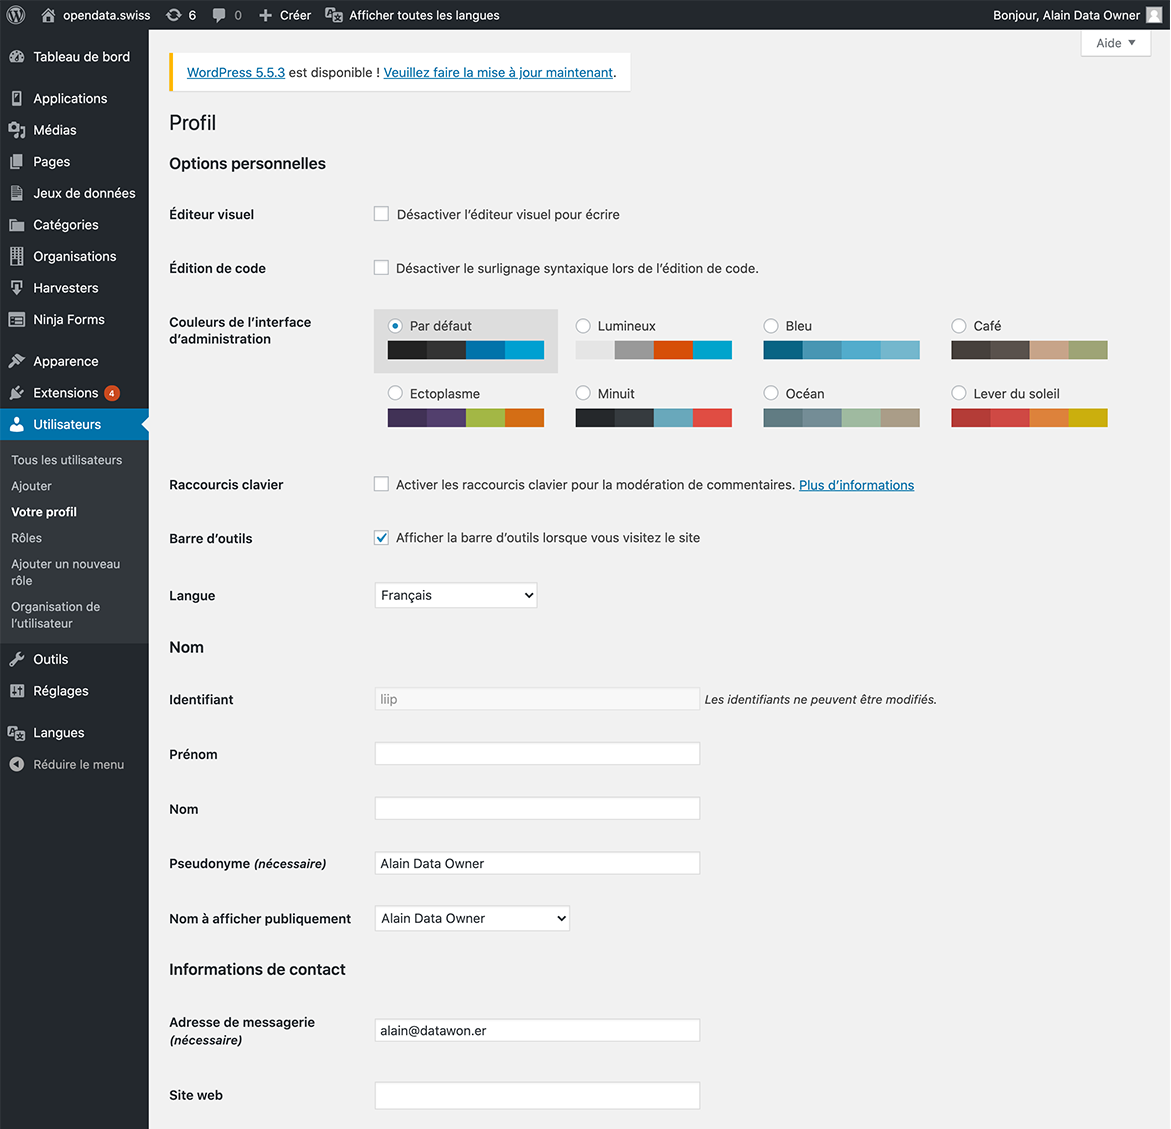 opendata.swiss 6 0 Créer Afficher toutes les langues Bonjour, Alain Data Owner
Aide
Tableau de bord
Applications
Médias
Pages
Jeux de données
Catégories
Organisations
Harvesters
Ninja Forms
Apparence
Extensions 4
Utilisateurs
Tous les utilisateurs
Ajouter
Votre profil
Rôles
Ajouter un nouveau
rôle
Organisation de
l’utilisateur
Outils
Réglages
Langues
Réduire le menu
WordPress 5.5.3 est disponible ! Veuillez faire la mise à jour maintenant.
Profil
Options personnelles
Éditeur visuel Désactiver l’éditeur visuel pour écrire
Édition de code Désactiver le surlignage syntaxique lors de l’édition de code.
Couleurs de l’interface
d’administration
Par défaut Lumineux Bleu Café
Ectoplasme Minuit Océan Lever du soleil
Raccourcis clavier Activer les raccourcis clavier pour la modération de commentaires. Plus d’informations
Barre d’outils Afficher la barre d’outils lorsque vous visitez le site
Langue Français
Nom
Identifiant liip Les identifiants ne peuvent être modifiés.
Prénom
Nom
Pseudonyme (nécessaire) Alain Data Owner
Nom à afficher publiquement Alain Data Owner
Informations de contact
Adresse de messagerie
(nécessaire)
alain@datawon.er
Site web